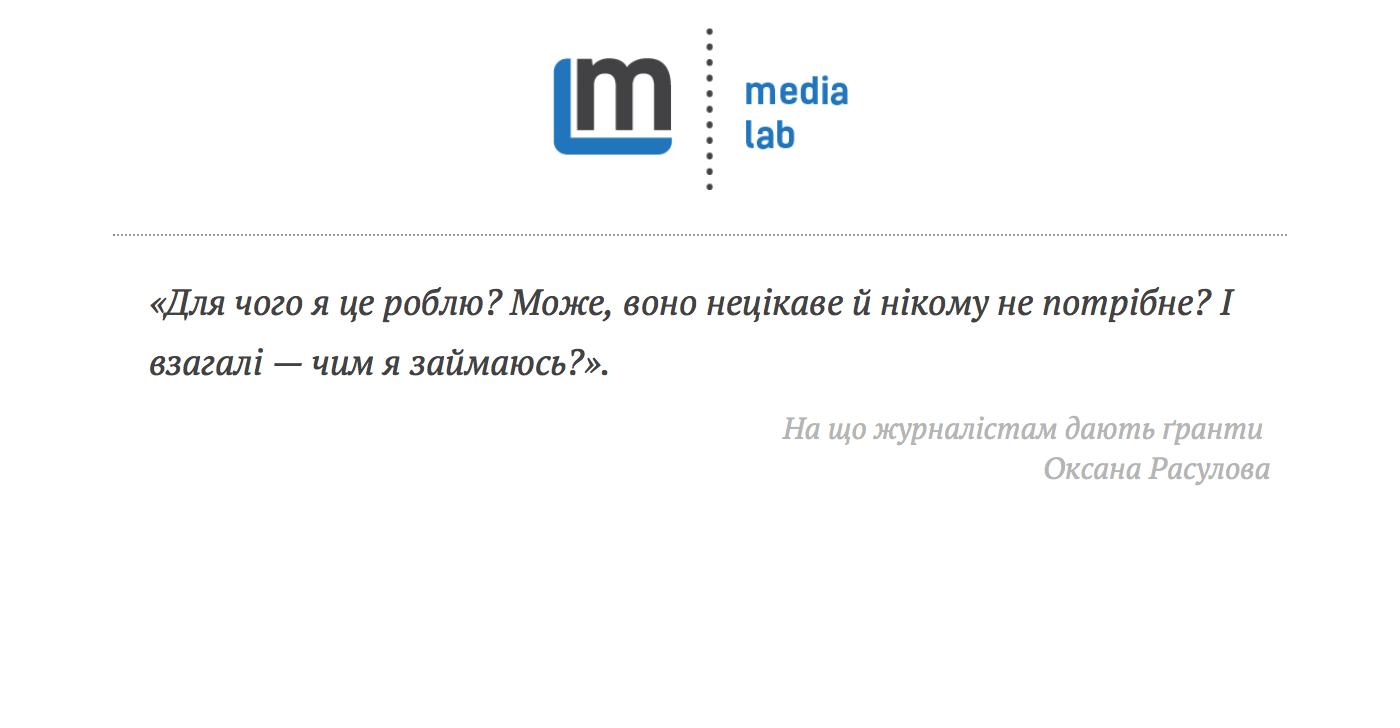 m
media
lab
«Для чого я це роблю? Може, воно нецікаве й нікому не потрібне? І
взагалі — чим я займаюсь?».
На що журналістам дають ґранти
Оксана Расулова